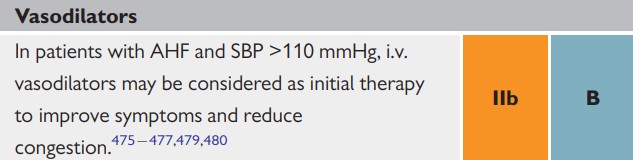 Vasodilators
In patients with AHF and SBP >110 mmHg, i.v.
vasodilators may be considered as initial therapy
to improve symptoms and reduce
congestion.475–477,479,480
IIb
B